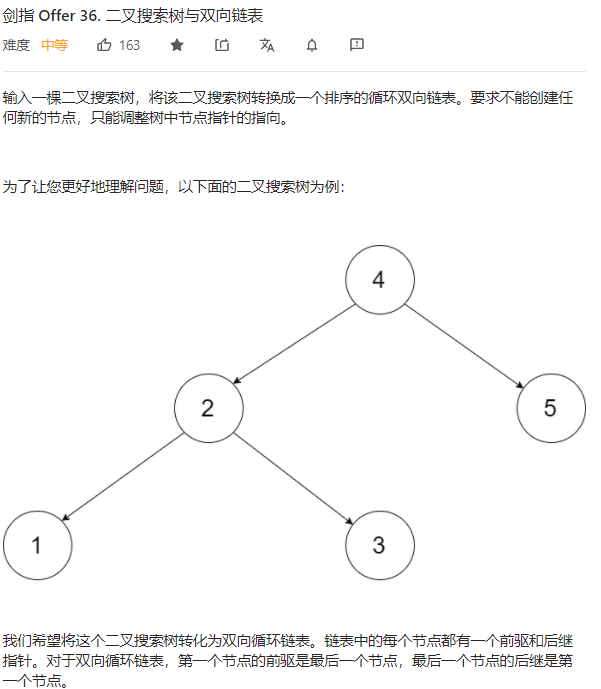 剑指 Offer 36. 二叉搜索树与双向链表
难度 中等 163
输入一棵二叉搜索树，将该二叉搜索树转换成一个排序的循环双向链表。要求不能创建任
何新的节点，只能调整树中节点指针的指向。
为了让您更好地理解问题，以下面的二叉搜索树为例：
4
2 5
1 3
我们希望将这个二叉搜索树转化为双向循环链表。链表中的每个节点都有一个前驱和后继
指针。对于双向循环链表，第一个节点的前驱是最后一个节点，最后一个节点的后继是第
一个节点。